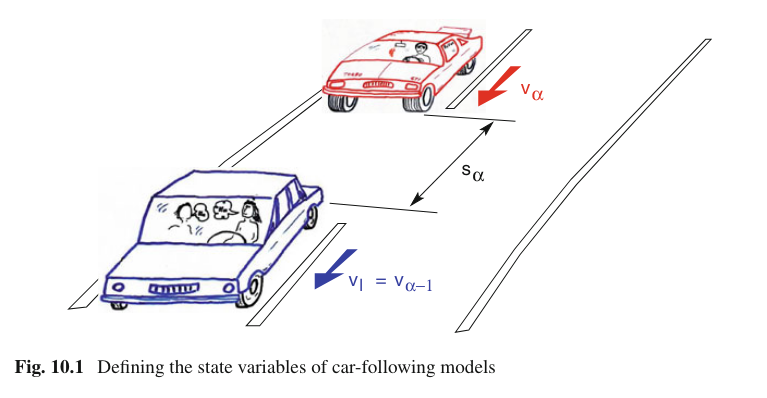 vα
sα
vl = vα−1
Fig. 10.1 Defining the state variables of car-following models